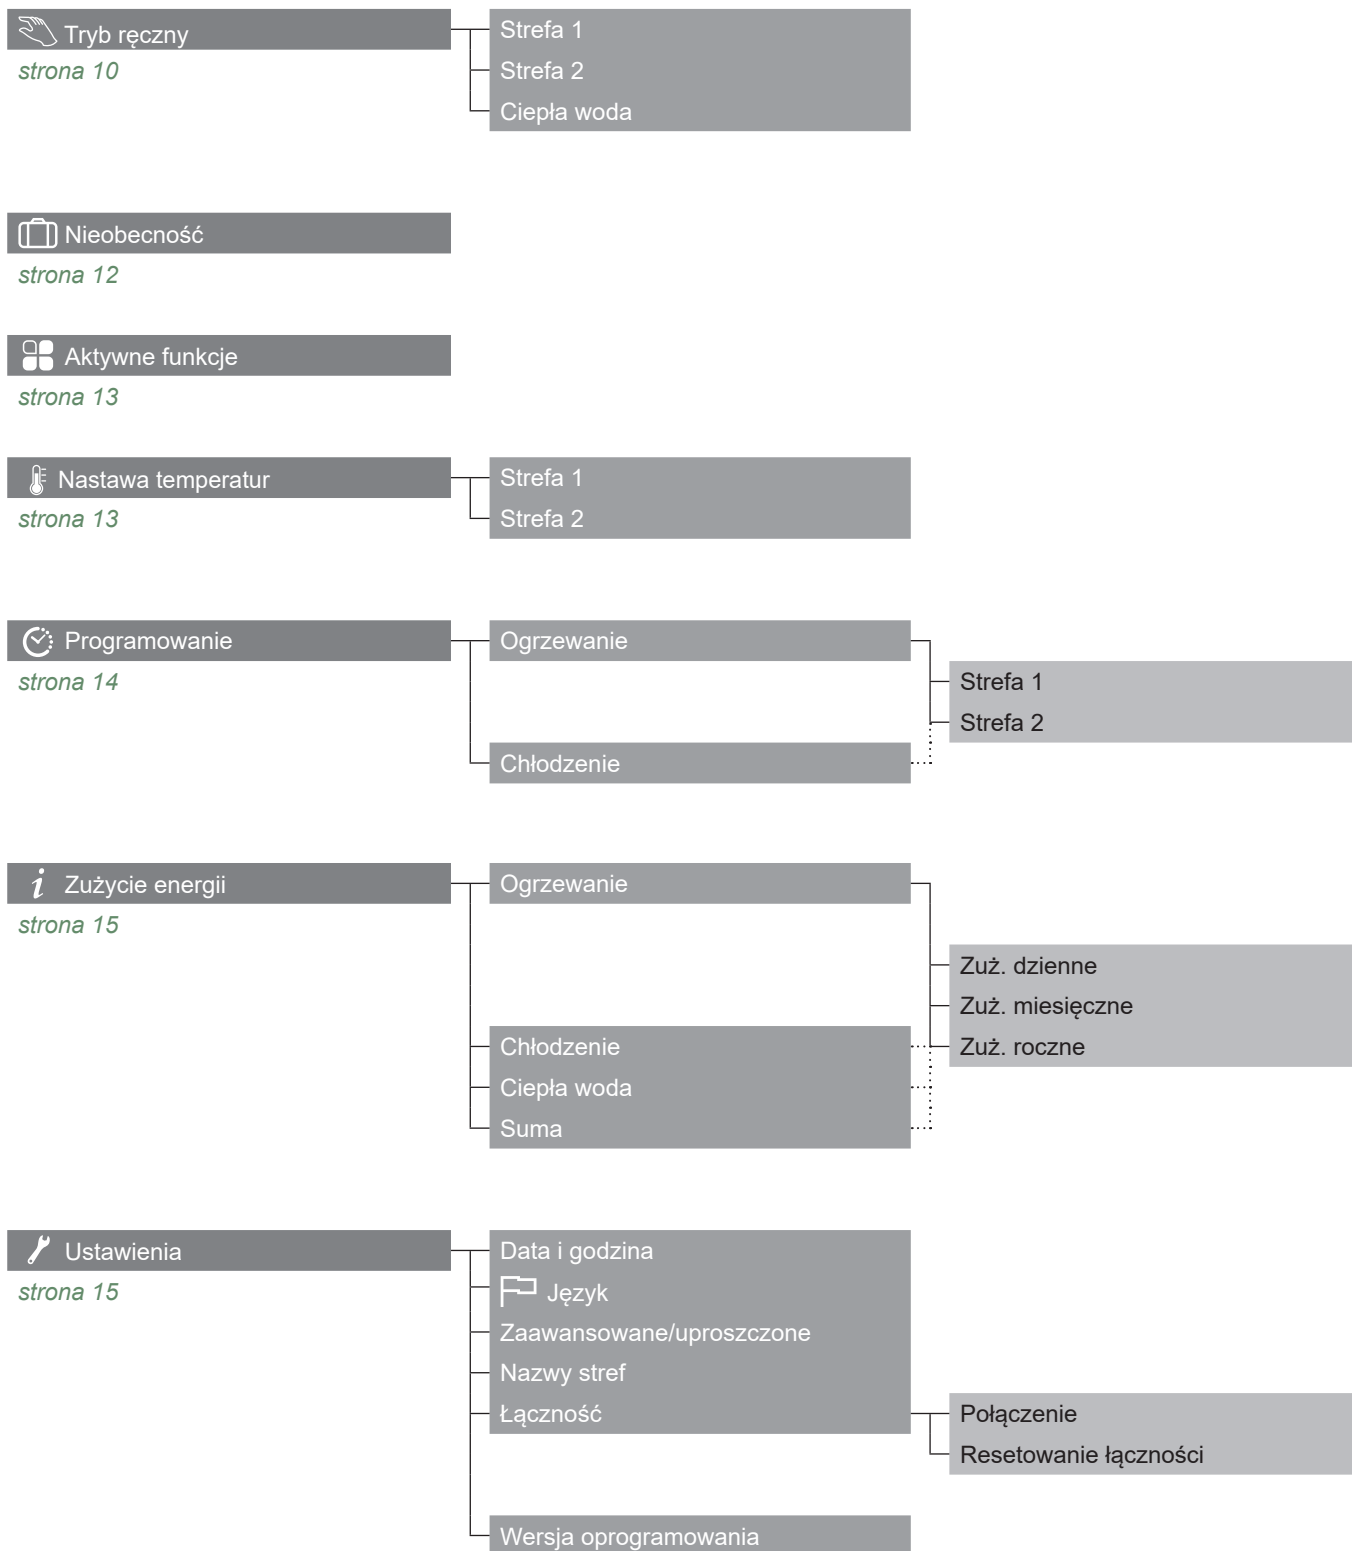 Tryb ręczny
strona 10
Strefa 1
Strefa 2
Ciepła woda
Nieobecność
strona 12
Aktywne funkcje
strona 13
Nastawa temperatur
strona 13
Strefa 1
Strefa 2
Programowanie
strona 14
Ogrzewanie
Strefa 1
Strefa 2
Chłodzenie
Zużycie energii
strona 15
Ogrzewanie
Zuż. dzienne
Zuż. miesięczne
Zuż. roczne
Chłodzenie
Ciepła woda
Suma
Ustawienia
strona 15
Data i godzina
Język
Zaawansowane/uproszczone
Nazwy stref
Łączność
Połączenie
Resetowanie łączności
Wersja oprogramowania